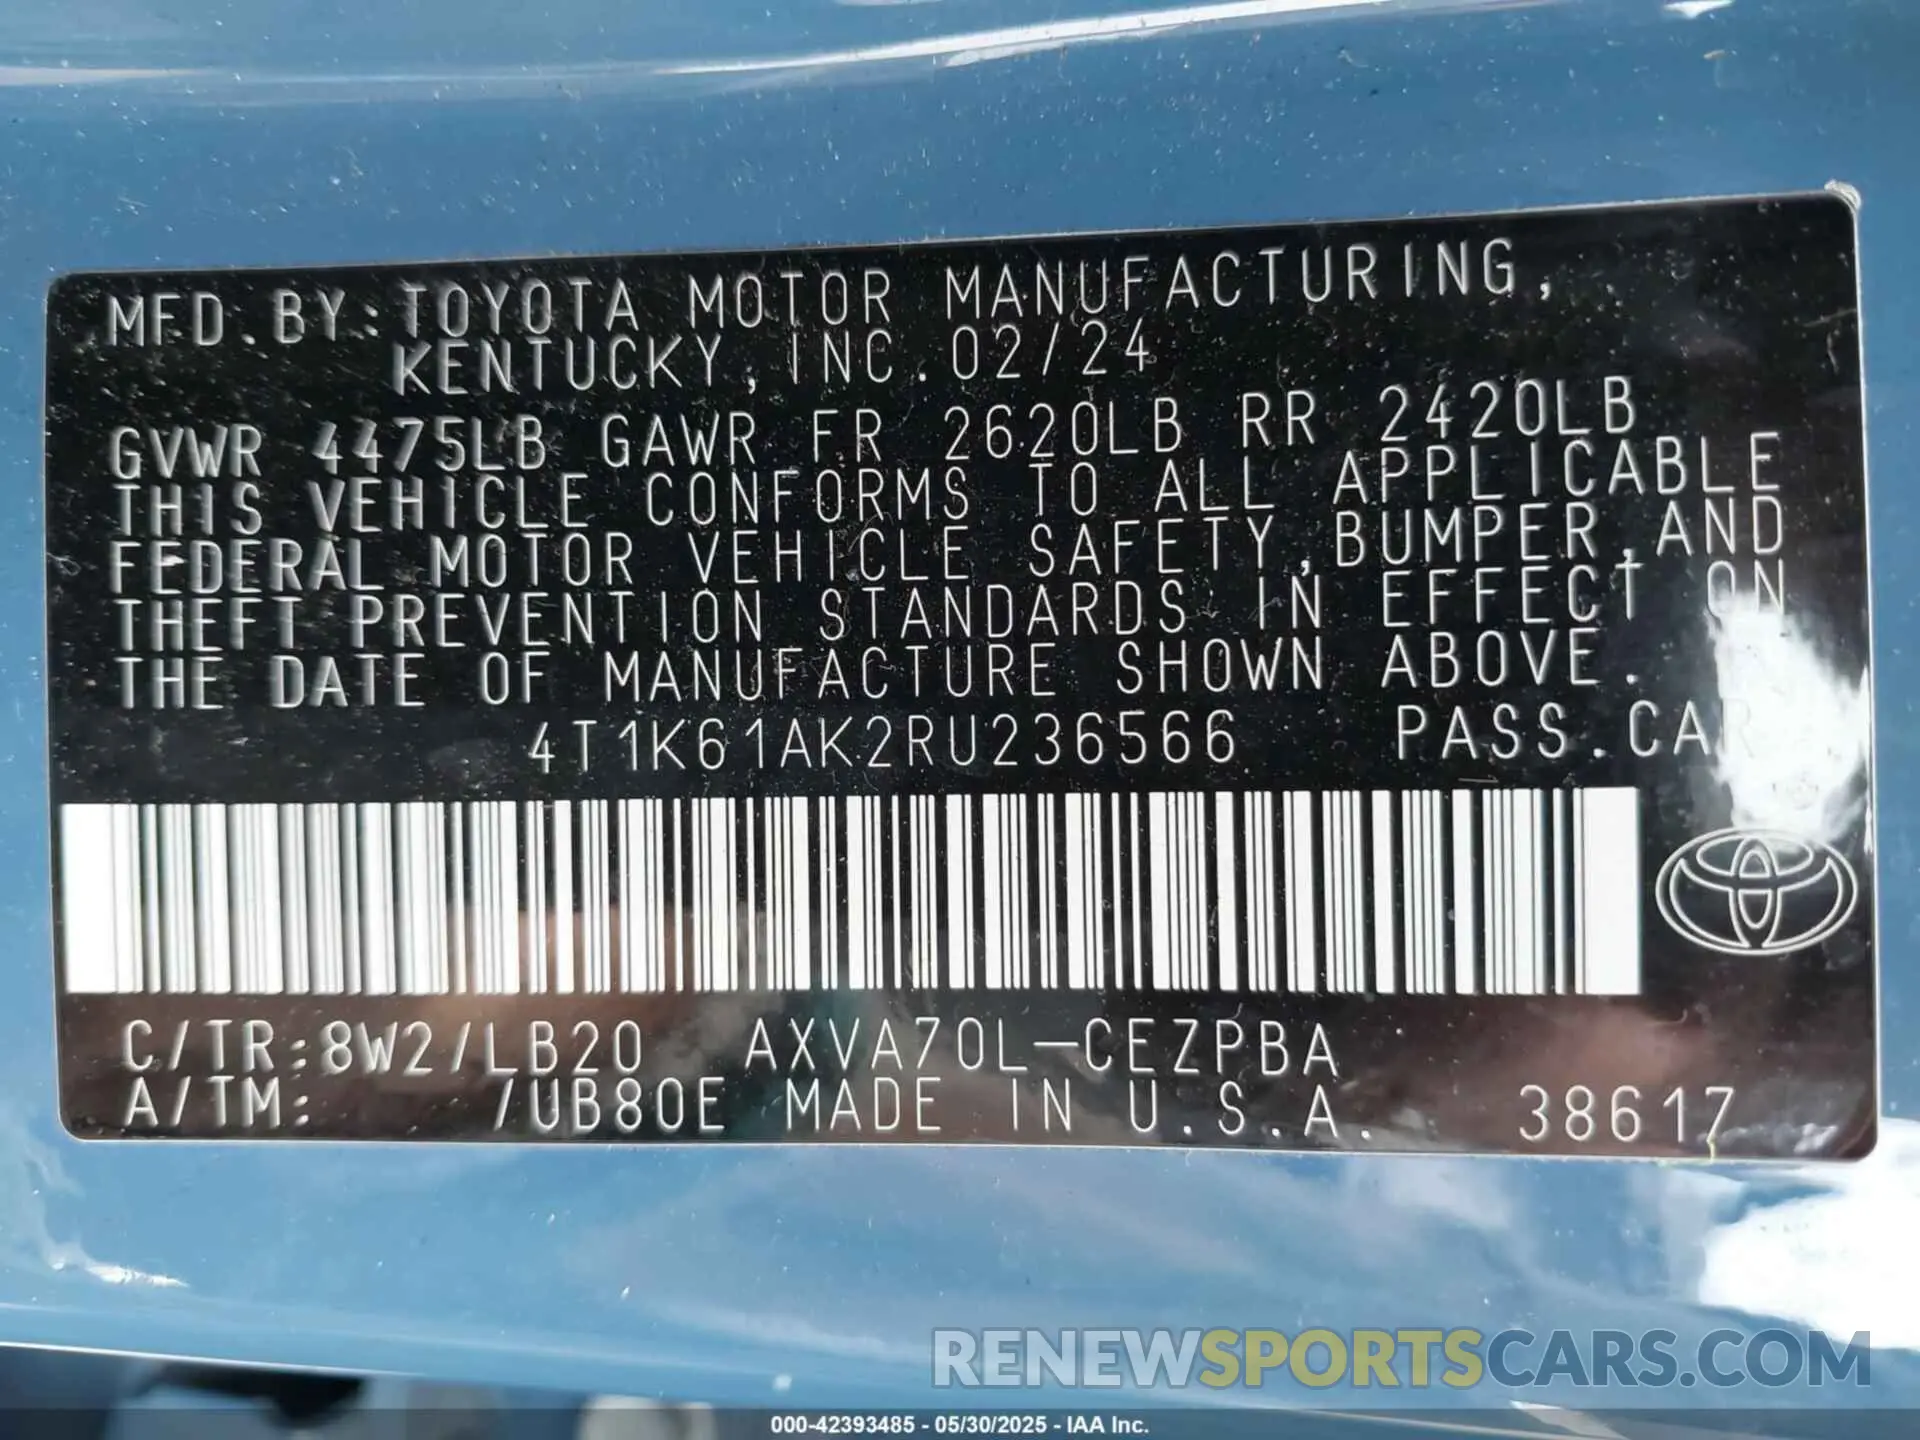 MFD.BY:TOYOTA MOTOR MANUFACTURING,
KENTUCKY,INC.02/24
GVWR 4475LB GAWR FR 2620LB RR 2420LB
THIS VEHICLE CONFORMS TO ALL APPLICABLE
FEDERAL MOTOR VEHICLE SAFETY,BUMPER,AND
THEFT PREVENTION STANDARDS IN EFFECT ON
THE DATE OF MANUFACTURE SHOWN ABOVE.
4T1K61AK2RU236566 PASS.CAR
C/TR:8W2/LB20 AXVA70L-CEZPBA
A/TM: /UB80E MADE IN U.S.A. 38617
RENEWSPORTSCARS.COM
000-42393485 - 05/30/2025 - IAA Inc.